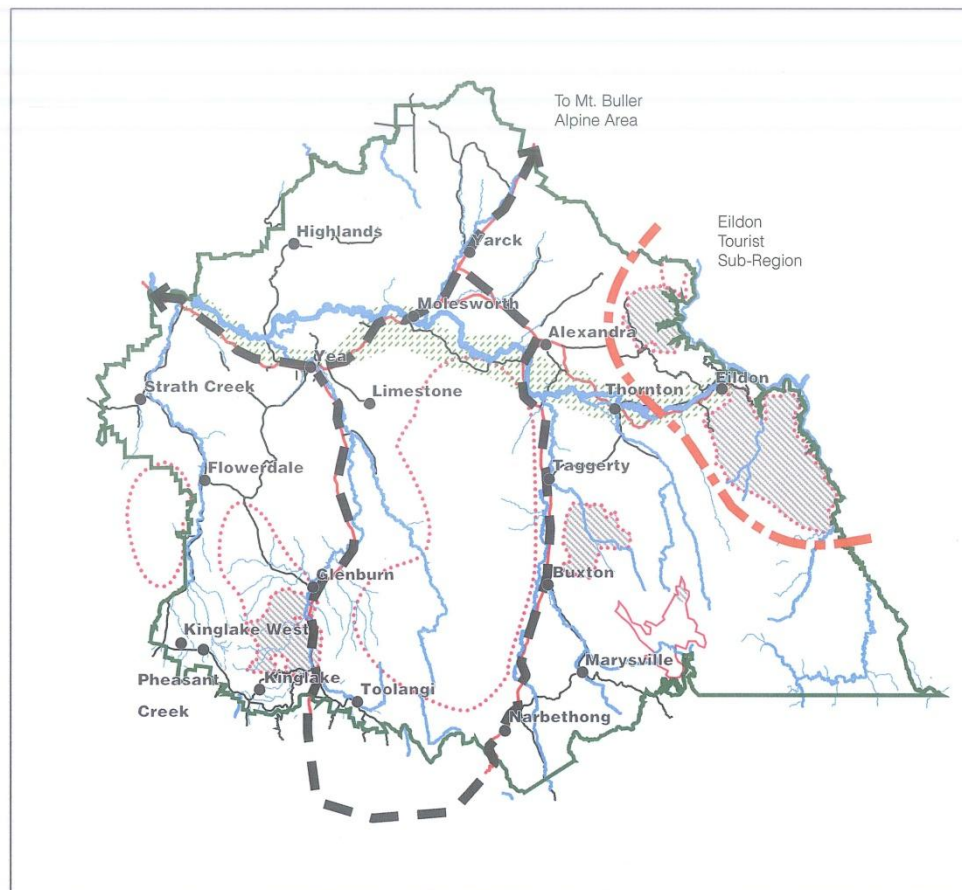 To Mt. Buller
Alpine Area
Eildon
Tourist
Sub-Region
Highlands
Yarck
Molesworth
Alexandra
Yea
Strath Creek
Limestone
Thornton
Eildon
Flowerdale
Taggerty
Glenburn
Buxton
Kinglake West
Pheasant
Creek
Kinglake
Toolangi
Marysville
Narbethong